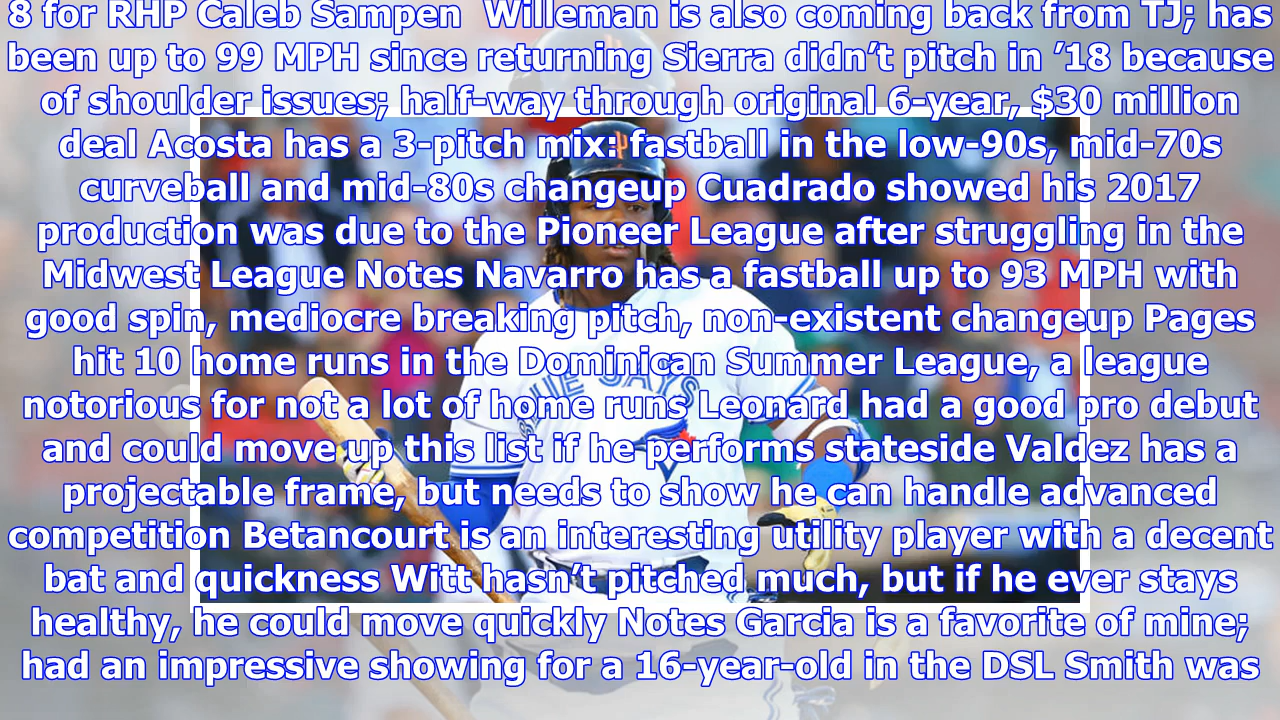 8 for RHP Caleb Sampen  Willeman is also coming back from TJ; has
been up to 99 MPH since returning Sierra didn’t pitch in ’18 because
of shoulder issues; half-way through original 6-year, $30 million
deal Acosta has a 3-pitch mix: fastball in the low-90s, mid-70s
curveball and mid-80s changeup Cuadrado showed his 2017
production was due to the Pioneer League after struggling in the
Midwest League Notes Navarro has a fastball up to 93 MPH with
good spin, mediocre breaking pitch, non-existent changeup Pages
hit 10 home runs in the Dominican Summer League, a league
notorious for not a lot of home runs Leonard had a good pro debut
and could move up this list if he performs stateside Valdez has a
projectable frame, but needs to show he can handle advanced
competition Betancourt is an interesting utility player with a decent
bat and quickness Witt hasn’t pitched much, but if he ever stays
healthy, he could move quickly Notes Garcia is a favorite of mine;
had an impressive showing for a 16-year-old in the DSL Smith was
BLUE JAYS